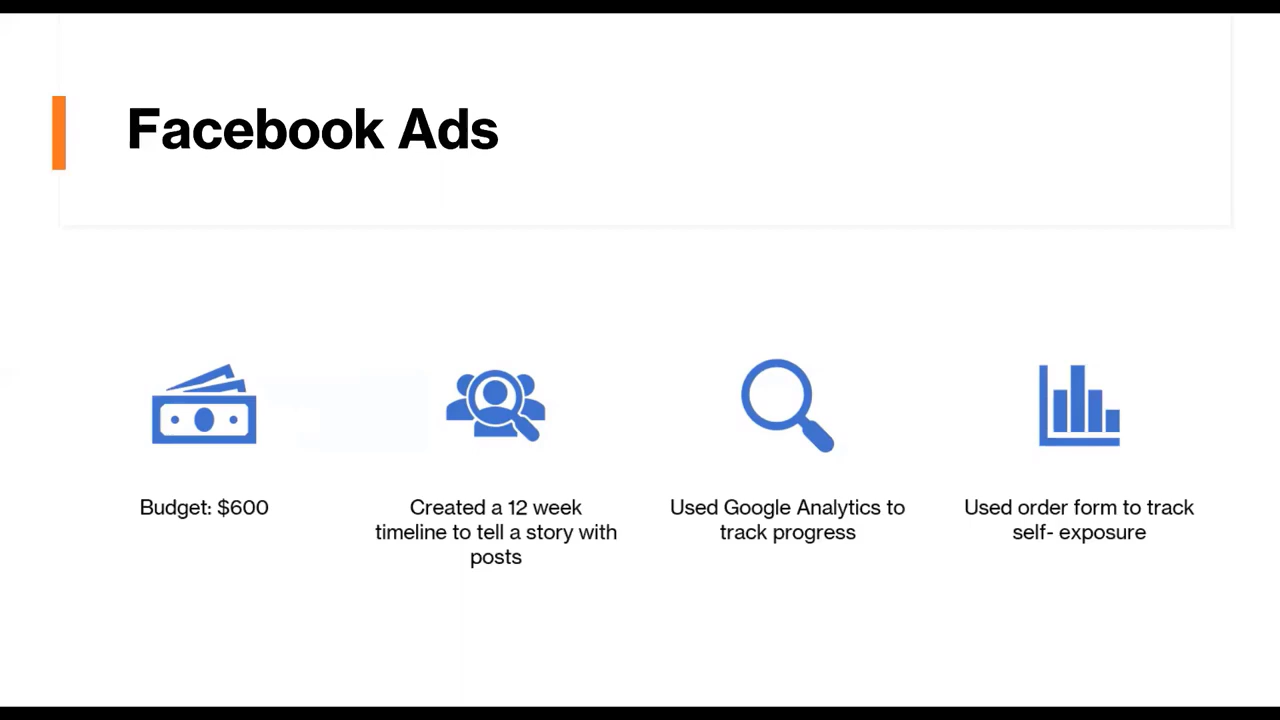 Facebook Ads
Budget: $600
Created a 12 week
timeline to tell a story with
posts
Used Google Analytics to
track progress
Used order form to track
self- exposure